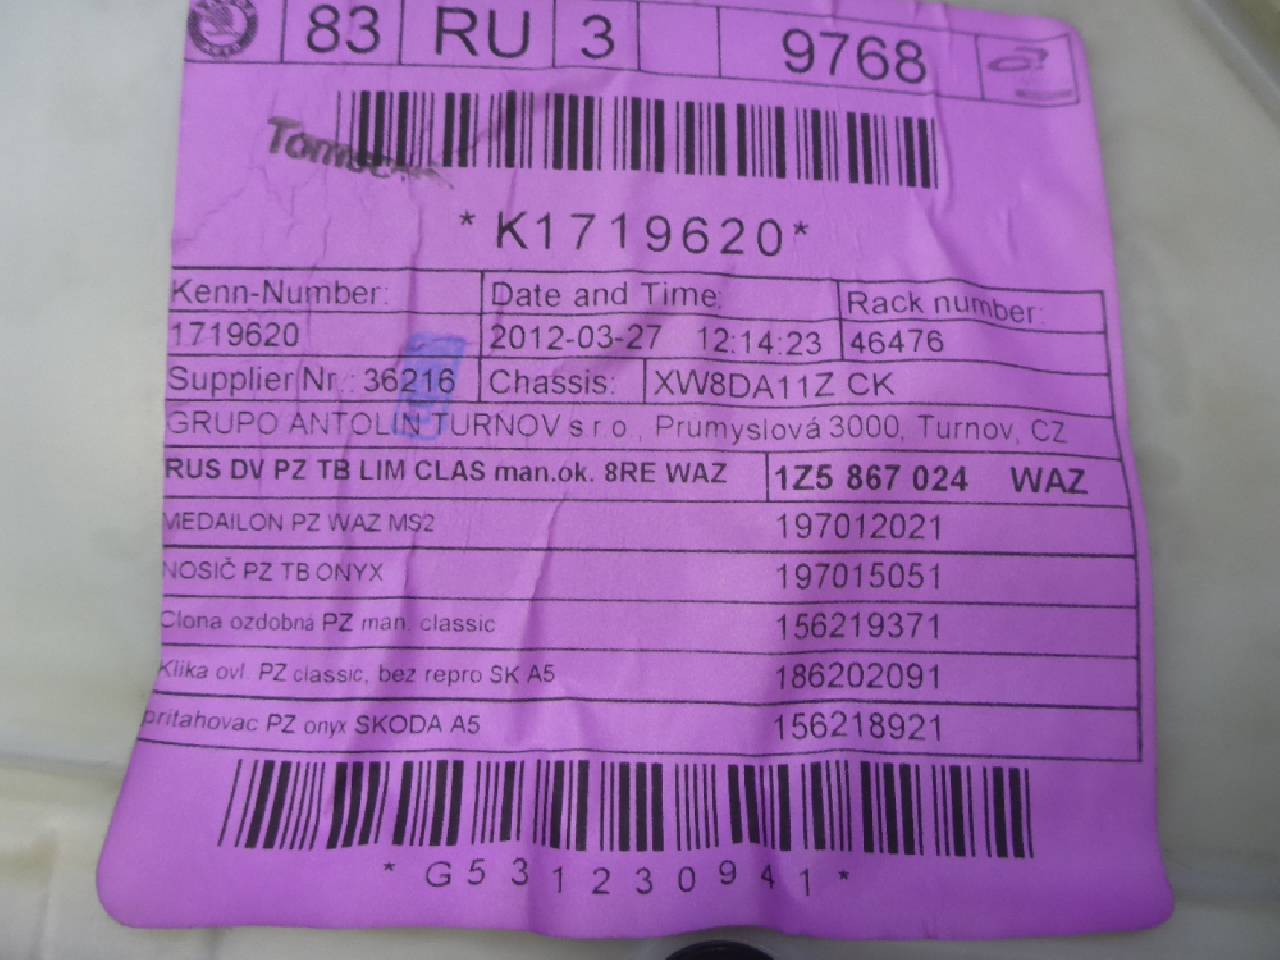 83 RU 3 9768
*K1719620*
Kenn-Number: Date and Time: Rack number:
1719620 2012-03-27 12:14:23 46476
Supplier Nr.: 36216 Chassis: XW8DA11Z CK
GRUPO ANTOLIN TURNOV s r o , Prumyslová 3000, Turnov, CZ
RUS DV PZ TB LIM CLAS man.ok. 8RE WAZ 1Z5 867 024 WAZ
MEDAILON PZ WAZ MS2 197012021
NOSIČ PZ TB ONYX 197015051
Clona ozdobná PZ man. classic 156219371
Klika ovl. PZ classic, bez repro SK A5 186202091
pritahovac PZ onyx SKODA A5 156218921
*G531230941*